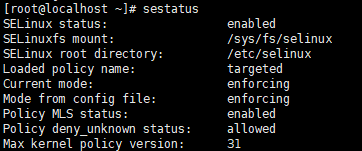 [root@localhost ~]# sestatus
SELinux status:                 enabled
SELinuxfs mount:                /sys/fs/selinux
SELinux root directory:         /etc/selinux
Loaded policy name:             targeted
Current mode:                   enforcing
Mode from config file:          enforcing
Policy MLS status:              enabled
Policy deny_unknown status:     allowed
Max kernel policy version:      31